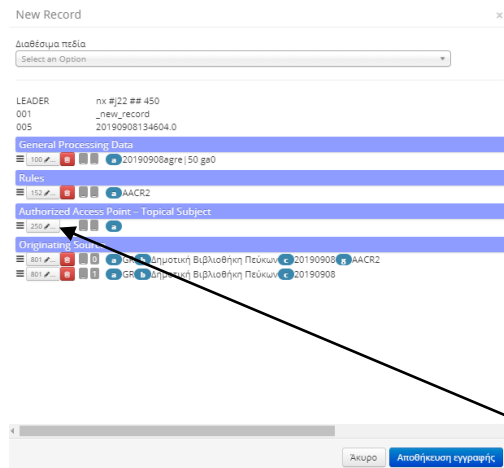 New Record ×
Διαθέσιμα πεδία
Select an Option
LEADER nx #j22 ## 450
001 _new_record
005 20190908134604.0
General Processing Data
100 ... _ _ a 20190908agre|50 ga0
Rules
152 ... _ _ a AACR2
Authorized Access Point – Topical Subject
250 ... _ _ a
Originating Source
801 ... _ 0 a GR b Δημοτική Βιβλιοθήκη Πεύκων c 20190908 g AACR2
801 ... _ 1 a GR b Δημοτική Βιβλιοθήκη Πεύκων c 20190908
Άκυρο Αποθήκευση εγγραφής